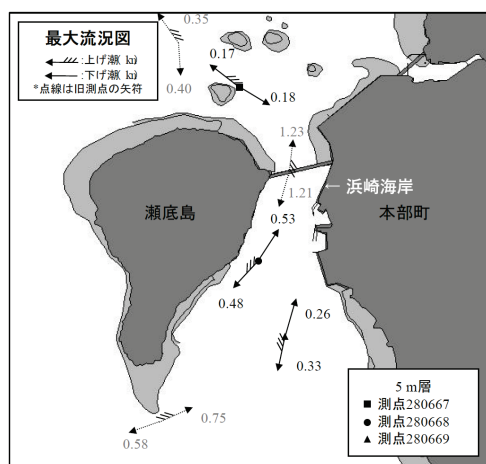 最大流況図
:上げ潮( kn)
:下げ潮( kn)
*点線は旧測点の矢符
0.35
0.40
0.17
0.18
1.23
1.21
← 浜崎海岸
瀬底島
本部町
0.53
0.48
0.26
0.33
0.75
0.58
5 m層
■ 測点280667
● 測点280668
▲ 測点280669